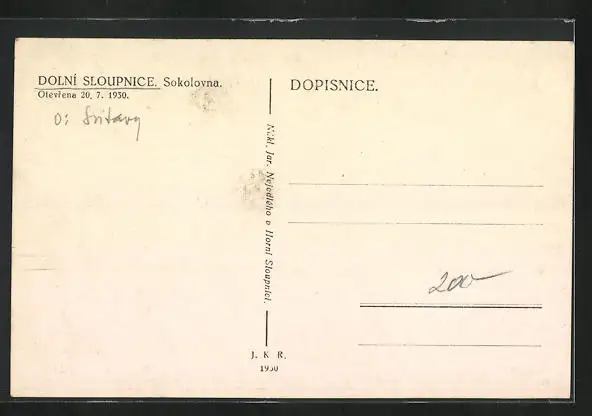 DOLNÍ SLOUPNICE. Sokolovna.
Otevřena 20. 7. 1930.
O: Svitavy
DOPISNICE.
Nákl. Jar. Nejedlého v Horní Sloupnici.
200
J. K R.
1930